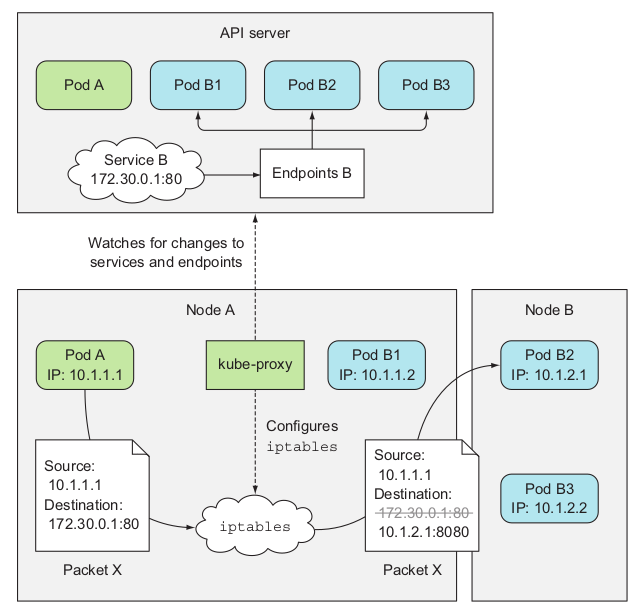 API server
Pod A
Pod B1
Pod B2
Pod B3
Service B
172.30.0.1:80
Endpoints B
Watches for changes to
services and endpoints
Node A
Node B
Pod A
IP: 10.1.1.1
kube-proxy
Pod B1
IP: 10.1.1.2
Pod B2
IP: 10.1.2.1
Configures
iptables
Source:
10.1.1.1
Destination:
172.30.0.1:80
Packet X
iptables
Source:
10.1.1.1
Destination:
172.30.0.1:80
10.1.2.1:8080
Packet X
Pod B3
IP: 10.1.2.2